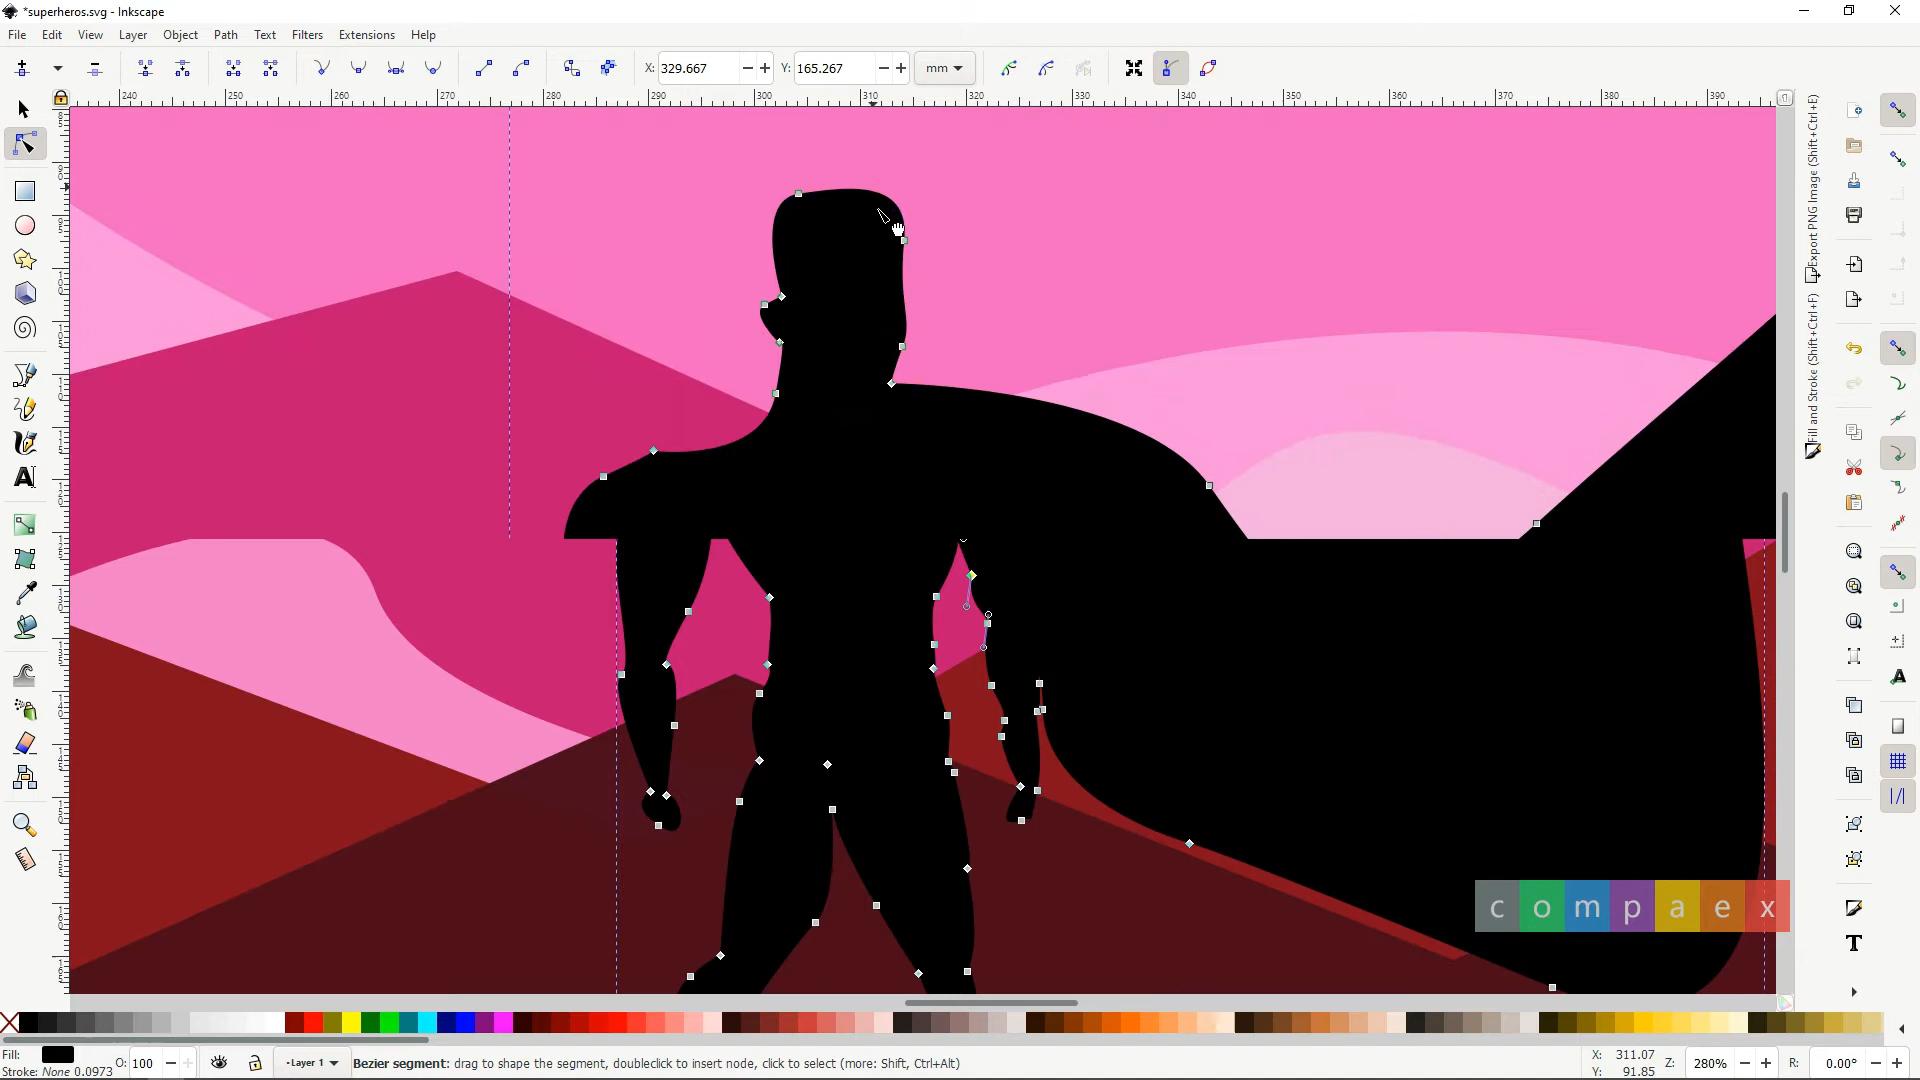 *superheros.svg - Inkscape
File Edit View Layer Path Object Path Text Filters Extensions Help
X: 329.667 Y: 165.267 mm
240 250 260 270 280 290 300 310 320 330 340 350 360 370 380 390
Export PNG Image (Shift+Ctrl+E)
Fill and Stroke (Shift+Ctrl+F)
compaex
Fill:
Stroke: None 0.0973
O: 100
Layer 1
Bezier segment: drag to shape the segment, doubleclick to insert node, click to select (more: Shift, Ctrl+Alt)
X: 311.07
Y: 91.85
Z: 280%
R: 0.00°